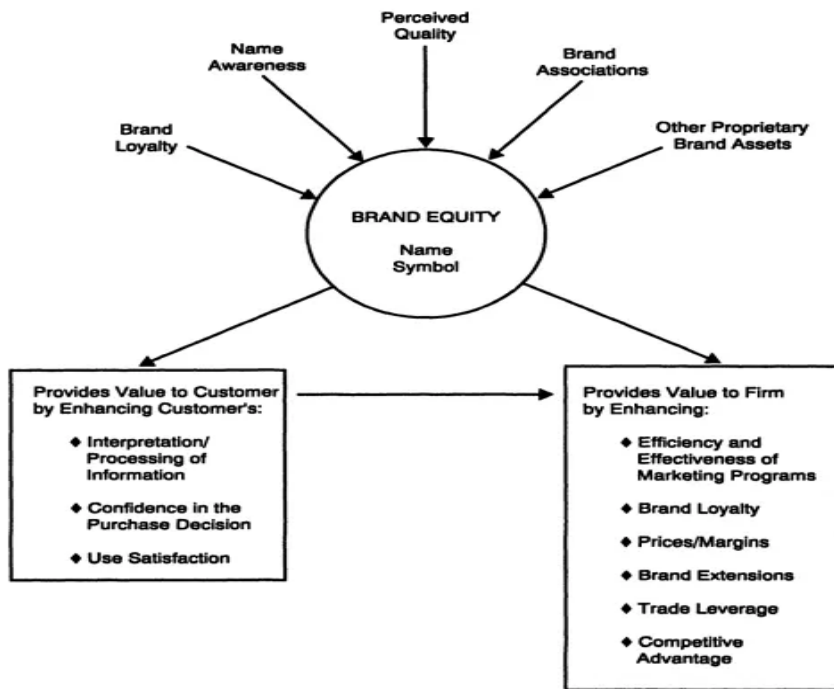 Perceived
Quality
Name
Awareness
Brand
Associations
Brand
Loyalty
Other Proprietary
Brand Assets
BRAND EQUITY
Name
Symbol
Provides Value to Customer
by Enhancing Customer's:
◆ Interpretation/
Processing of
Information
◆ Confidence in the
Purchase Decision
◆ Use Satisfaction
Provides Value to Firm
by Enhancing:
◆ Efficiency and
Effectiveness of
Marketing Programs
◆ Brand Loyalty
◆ Prices/Margins
◆ Brand Extensions
◆ Trade Leverage
◆ Competitive
Advantage